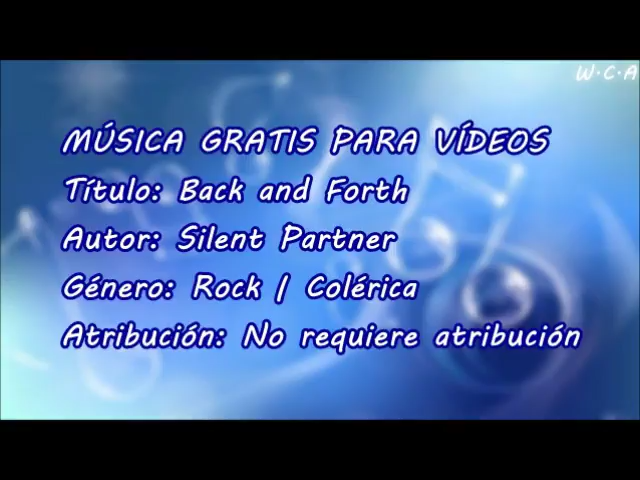 W·C·A
MÚSICA GRATIS PARA VÍDEOS
Título: Back and Forth
Autor: Silent Partner
Género: Rock | Colérica
Atribución: No requiere atribución